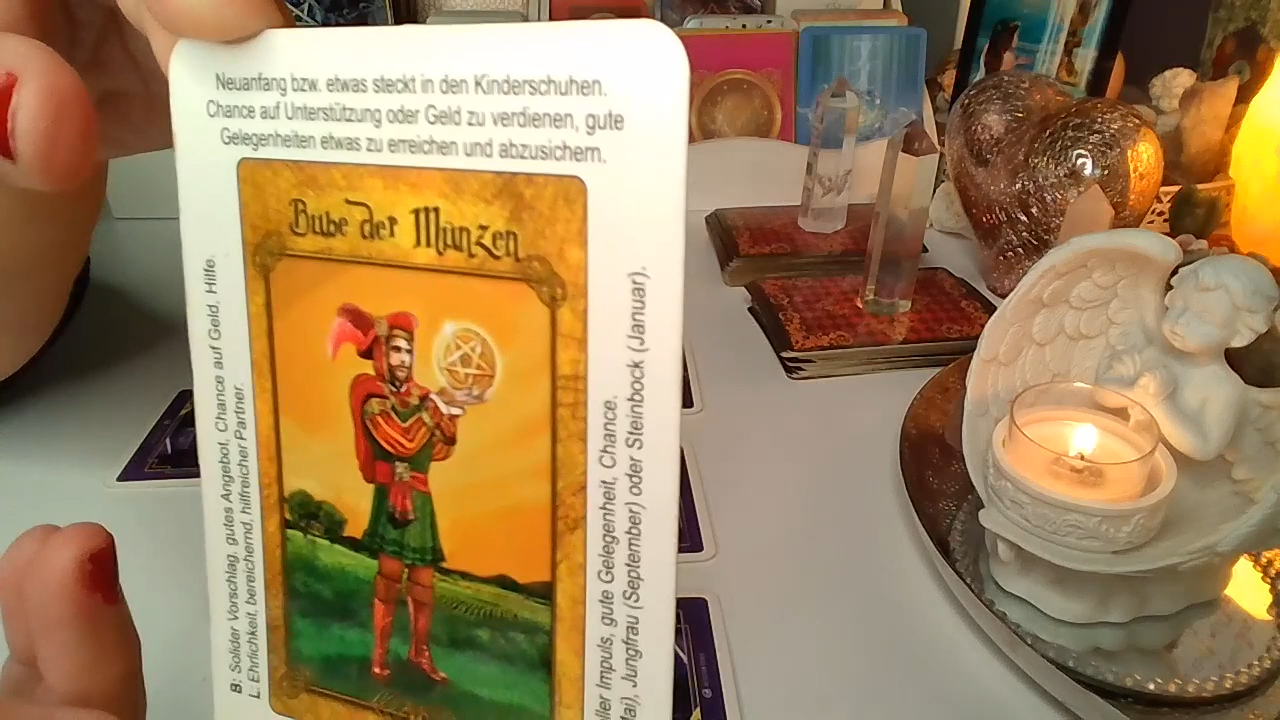 Neuanfang bzw. etwas steckt in den Kinderschuhen.
Chance auf Unterstützung oder Geld zu verdienen, gute
Gelegenheiten etwas zu erreichen und abzusichern.
Bube der Münzen
B: Solider Vorschlag, gutes Angebot, Chance auf Geld, Hilfe.
L: Ehrlichkeit, bereichernd, hilfreicher Partner.
Impuls, gute Gelegenheit, Chance.
Jungfrau (September) oder Steinbock (Januar).